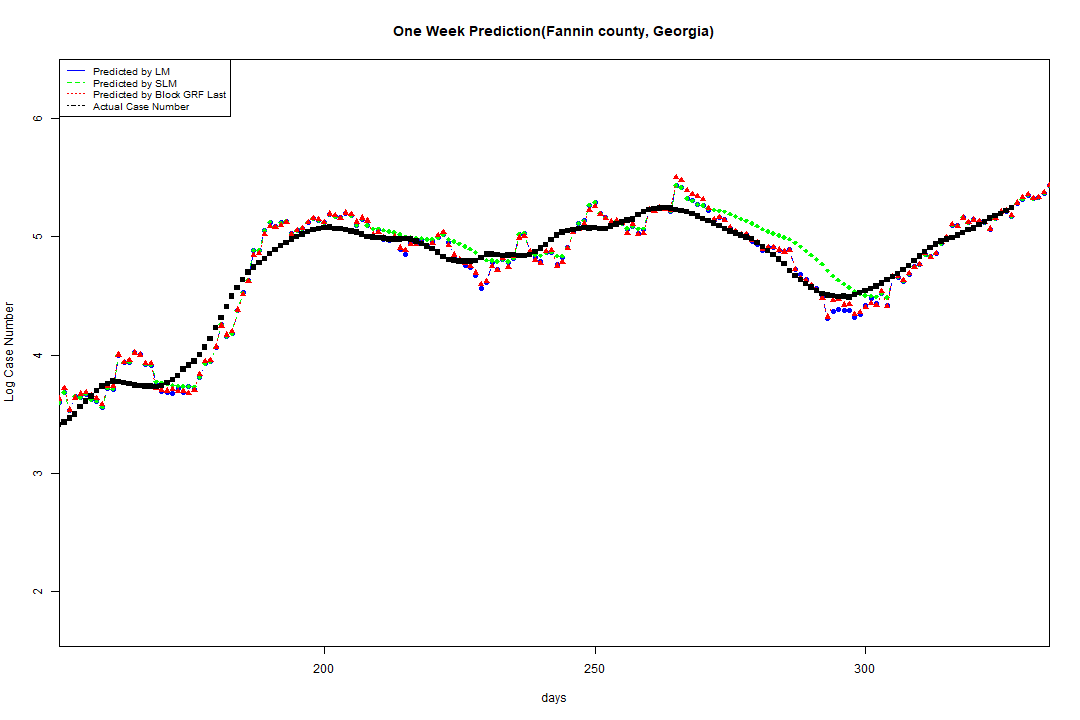 One Week Prediction(Fannin county, Georgia)
Predicted by LM
Predicted by SLM
Predicted by Block GRF Last
Actual Case Number
6
5
4
3
2
Log Case Number
200 250 300
days